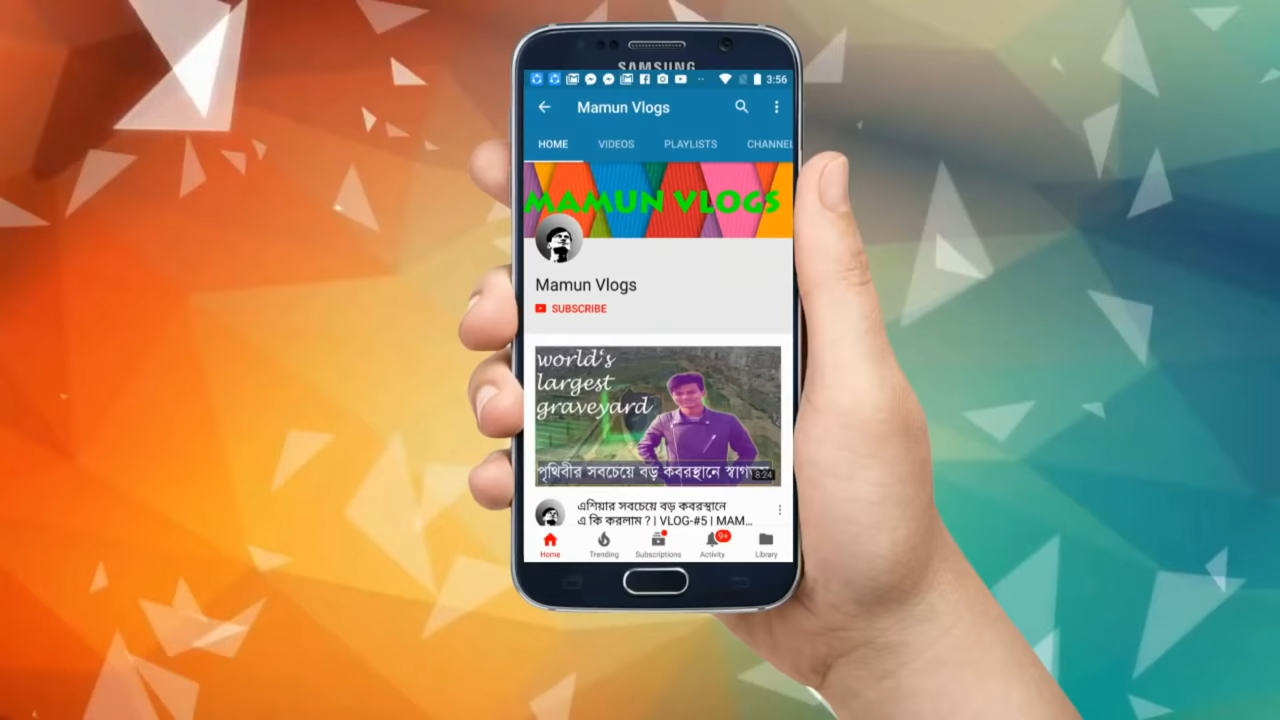 SAMSUNG
3:56
Mamun Vlogs
HOME VIDEOS PLAYLISTS CHANNEL
MAMUN VLOGS
Mamun Vlogs
SUBSCRIBE
world's
largest
graveyard
পৃথিবীর সবচেয়ে বড় কবরস্থানে
8:24
এশিয়ার সবচেয়ে বড় কবরস্থানে
এ কি করলাম ? | VLOG-#5 | MAM...
9+
Home Trending Subscriptions Activity Library